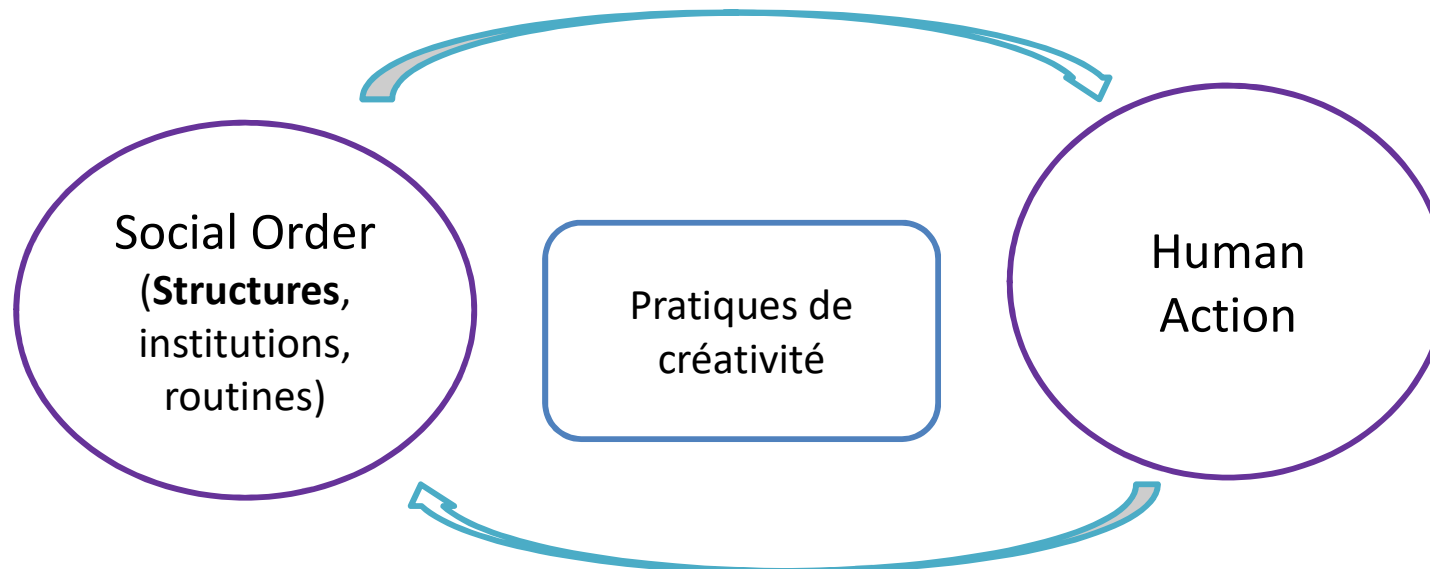 Social Order
(Structures,
institutions,
routines)
Pratiques de
créativité
Human
Action